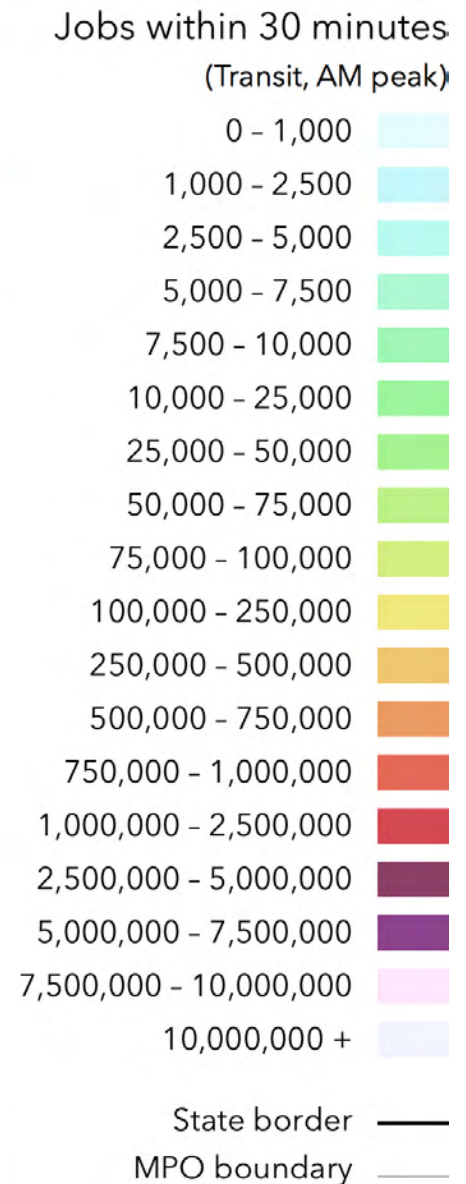 Jobs within 30 minutes
(Transit, AM peak)
0 – 1,000
1,000 – 2,500
2,500 – 5,000
5,000 – 7,500
7,500 – 10,000
10,000 – 25,000
25,000 – 50,000
50,000 – 75,000
75,000 – 100,000
100,000 – 250,000
250,000 – 500,000
500,000 – 750,000
750,000 – 1,000,000
1,000,000 – 2,500,000
2,500,000 – 5,000,000
5,000,000 – 7,500,000
7,500,000 – 10,000,000
10,000,000 +
State border
MPO boundary